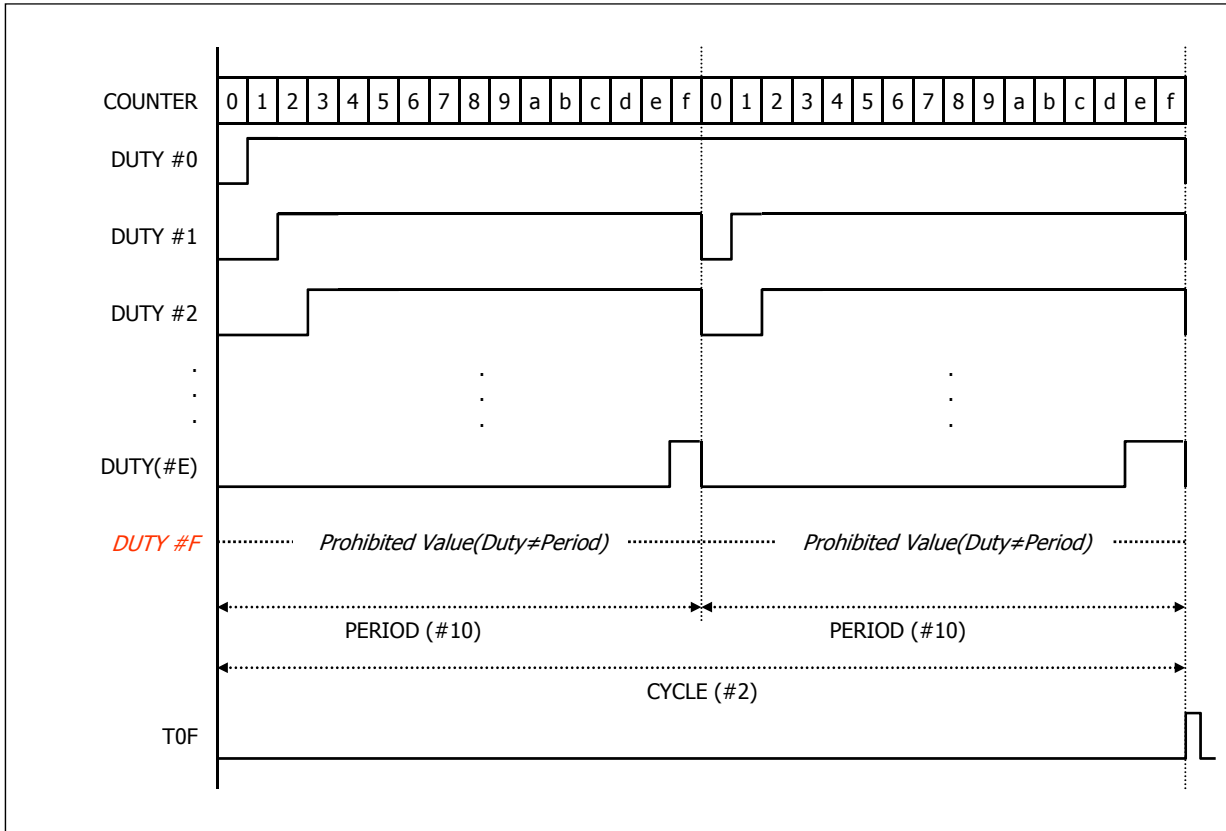 COUNTER 0 1 2 3 4 5 6 7 8 9 a b c d e f 0 1 2 3 4 5 6 7 8 9 a b c d e f
DUTY #0
DUTY #1
DUTY #2
. . .
. . .
. . .
DUTY(#E)
DUTY #F Prohibited Value(Duty≠Period) Prohibited Value(Duty≠Period)
PERIOD (#10) PERIOD (#10)
CYCLE (#2)
T0F